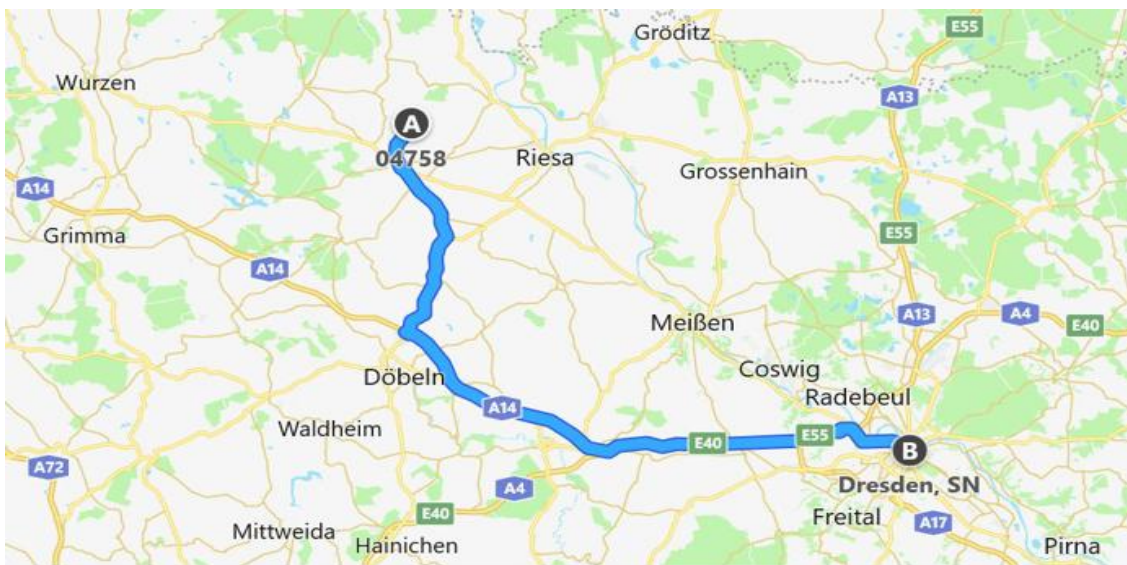 Gröditz
E55
Wurzen
A13
A
04758
Riesa
Grossenhain
A14
Grimma
E55
A14
Meißen
A13
A4
E40
Coswig
Döbeln
Radebeul
A14
Waldheim
E40
E55
B
A72
A4
Dresden, SN
E40
Freital
A17
Mittweida
Hainichen
Pirna